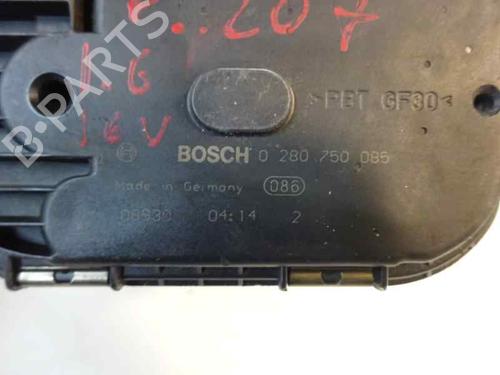 207
1.6
>PBT GF30<
16V
BOSCH 0 280 750 085
Made in Germany 086
08930 04:14 2
B-PARTS